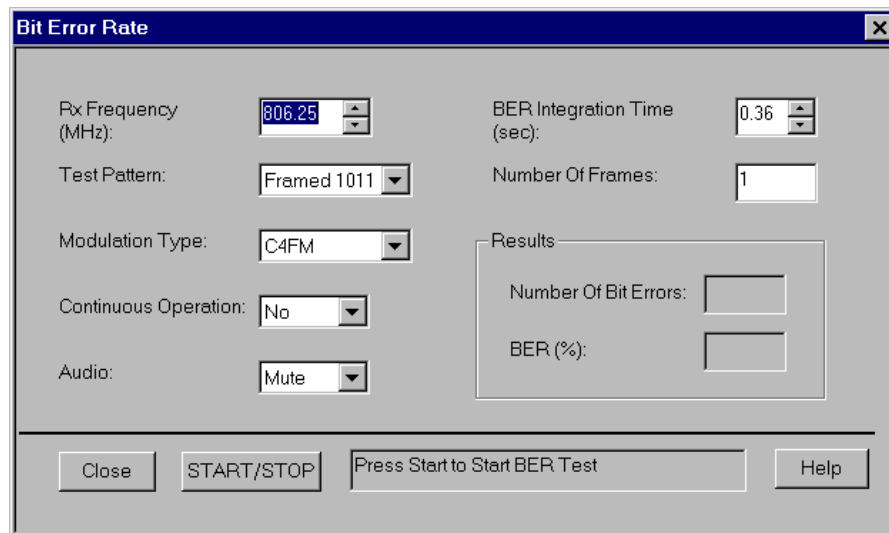 Bit Error Rate
Rx Frequency
(MHz):
806.25
Test Pattern:
Framed 1011
Modulation Type:
C4FM
Continuous Operation:
No
Audio:
Mute
BER Integration Time
(sec):
0.36
Number Of Frames:
1
Results
Number Of Bit Errors:
BER (%):
Close
START/STOP
Press Start to Start BER Test
Help